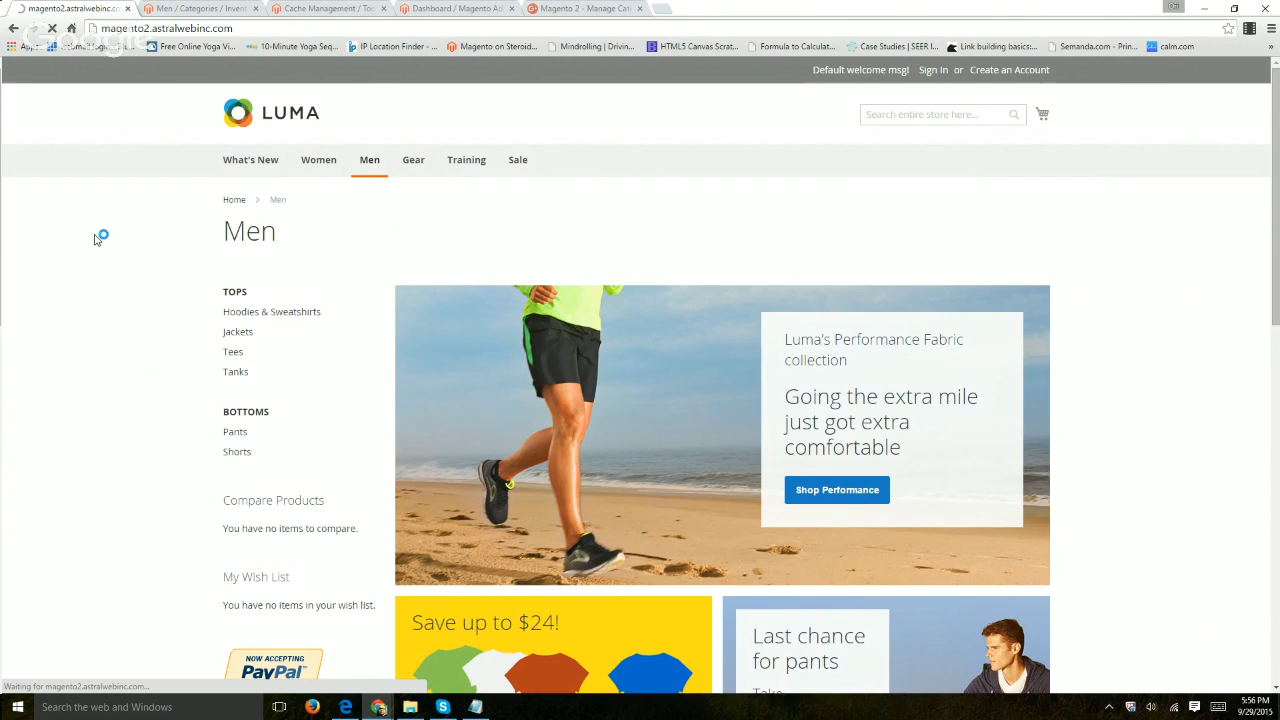 magento2.astralwebinc.com
Men / Categories / Invent
Cache Management / Too
Dashboard / Magento Ad
Magento 2 - Manage Cat
magento2.astralwebinc.com
Google
Free Online Yoga Vi...
10-Minute Yoga Seq...
IP Location Finder - ...
Magento on Steroid...
Mindrolling | Drivin...
HTML5 Canvas Scrat...
Formula to Calculat...
Case Studies | SEER I...
Link building basics:...
Semanda.com - Prin...
calm.com
Default welcome msg! Sign In or Create an Account
LUMA
Search entire store here...
What's New Women Men Gear Training Sale
Home Men
Men
TOPS
Hoodies & Sweatshirts
Jackets
Tees
Tanks
BOTTOMS
Pants
Shorts
Compare Products
You have no items to compare.
My Wish List
You have no items in your wish list.
NOW ACCEPTING
PayPal
Luma's Performance Fabric
collection
Going the extra mile
just got extra
comfortable
Shop Performance
Save up to $24!
Last chance
for pants
Waiting for magento2.astralwebinc.com...
Search the web and Windows
5:56 PM
9/29/2015